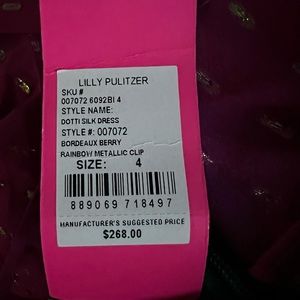 LILLY PULITZER
SKU #
007072 6092BI 4
STYLE NAME:
DOTTI SILK DRESS
STYLE #: 007072
BORDEAUX BERRY
RAINBOW METALLIC CLIP
SIZE: 4
889069 718497
MANUFACTURER'S SUGGESTED PRICE
$268.00